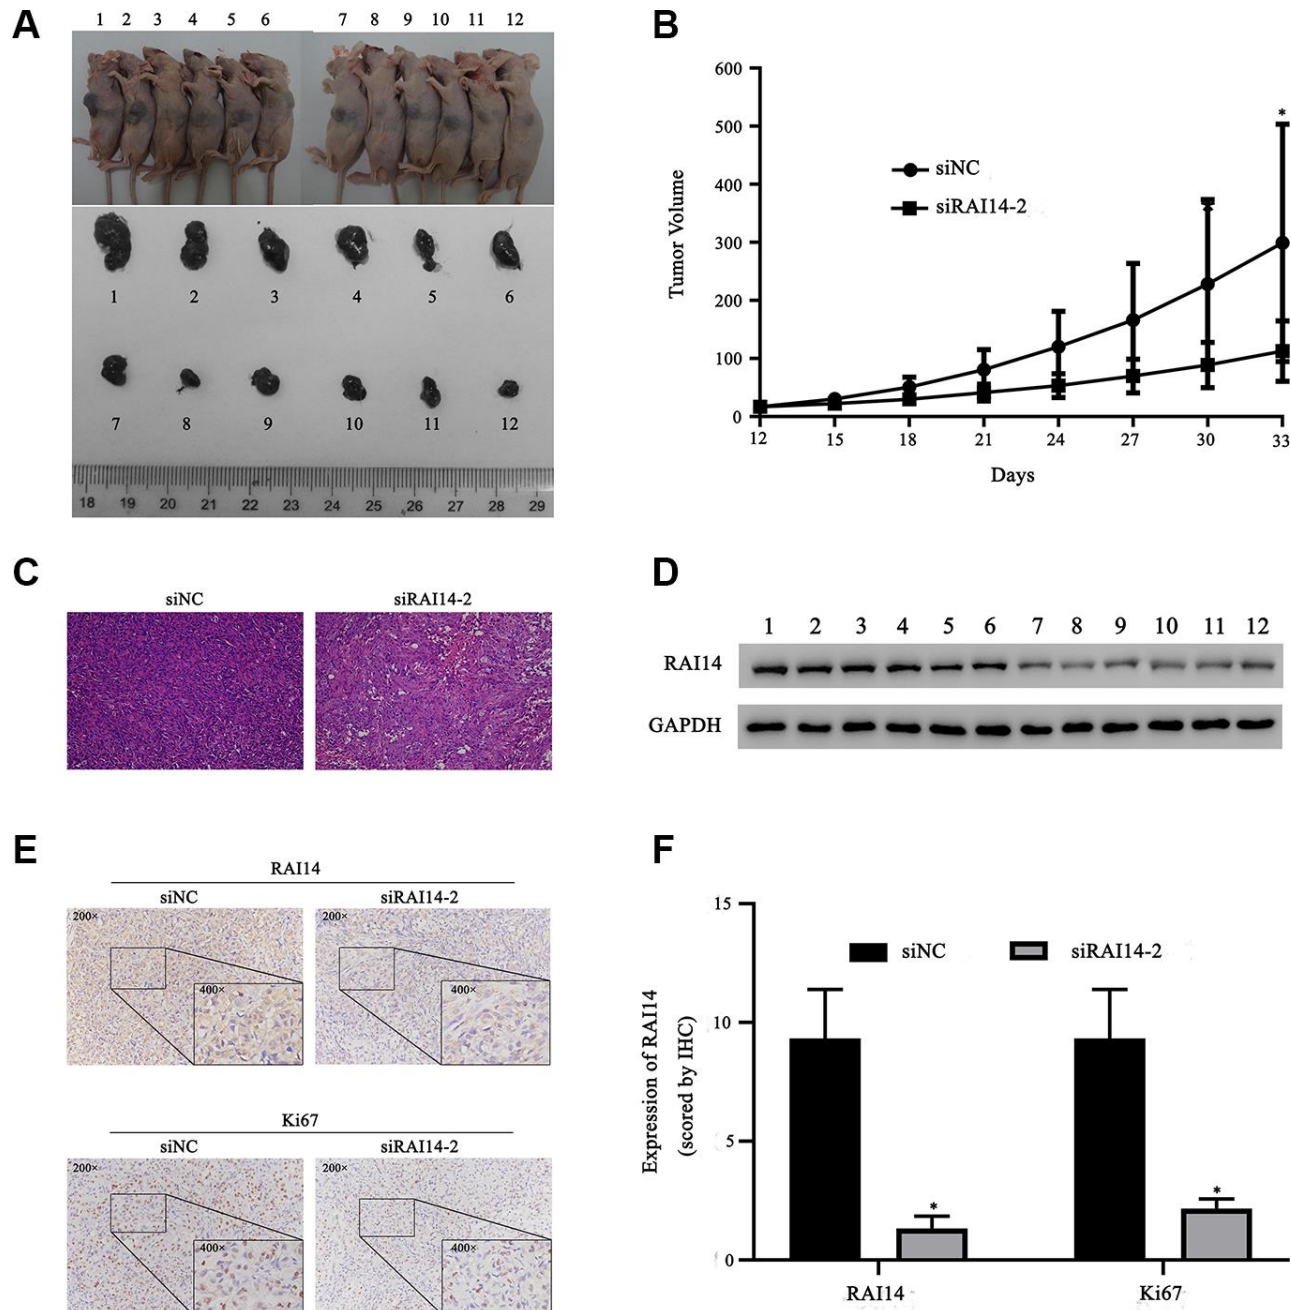 A
1 2 3 4 5 6 7 8 9 10 11 12
1 2 3 4 5 6
7 8 9 10 11 12
18 19 20 21 22 23 24 25 26 27 28 29
B
600
500
400
300
200
100
0
Tumor Volume
siNC
siRAI14-2
*
*
12 15 18 21 24 27 30 33
Days
C
siNC siRAI14-2
D
1 2 3 4 5 6 7 8 9 10 11 12
RAI14
GAPDH
E
RAI14
siNC siRAI14-2
200× 200×
400× 400×
Ki67
siNC siRAI14-2
200× 200×
400× 400×
F
15
10
5
0
Expression of RAI14
(scored by IHC)
siNC siRAI14-2
* *
RAI14 Ki67